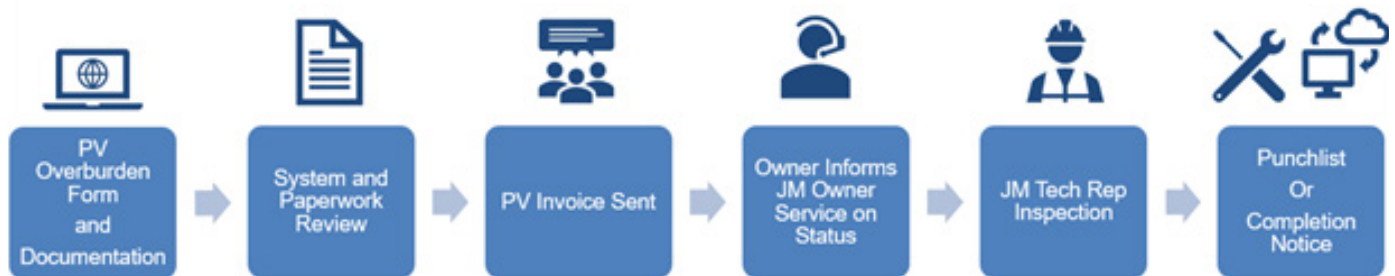 PV
Overburden
Form
and
Documentation
System and
Paperwork
Review
PV Invoice Sent
Owner Informs
JM Owner
Service on
Status
JM Tech Rep
Inspection
Punchlist
Or
Completion
Notice